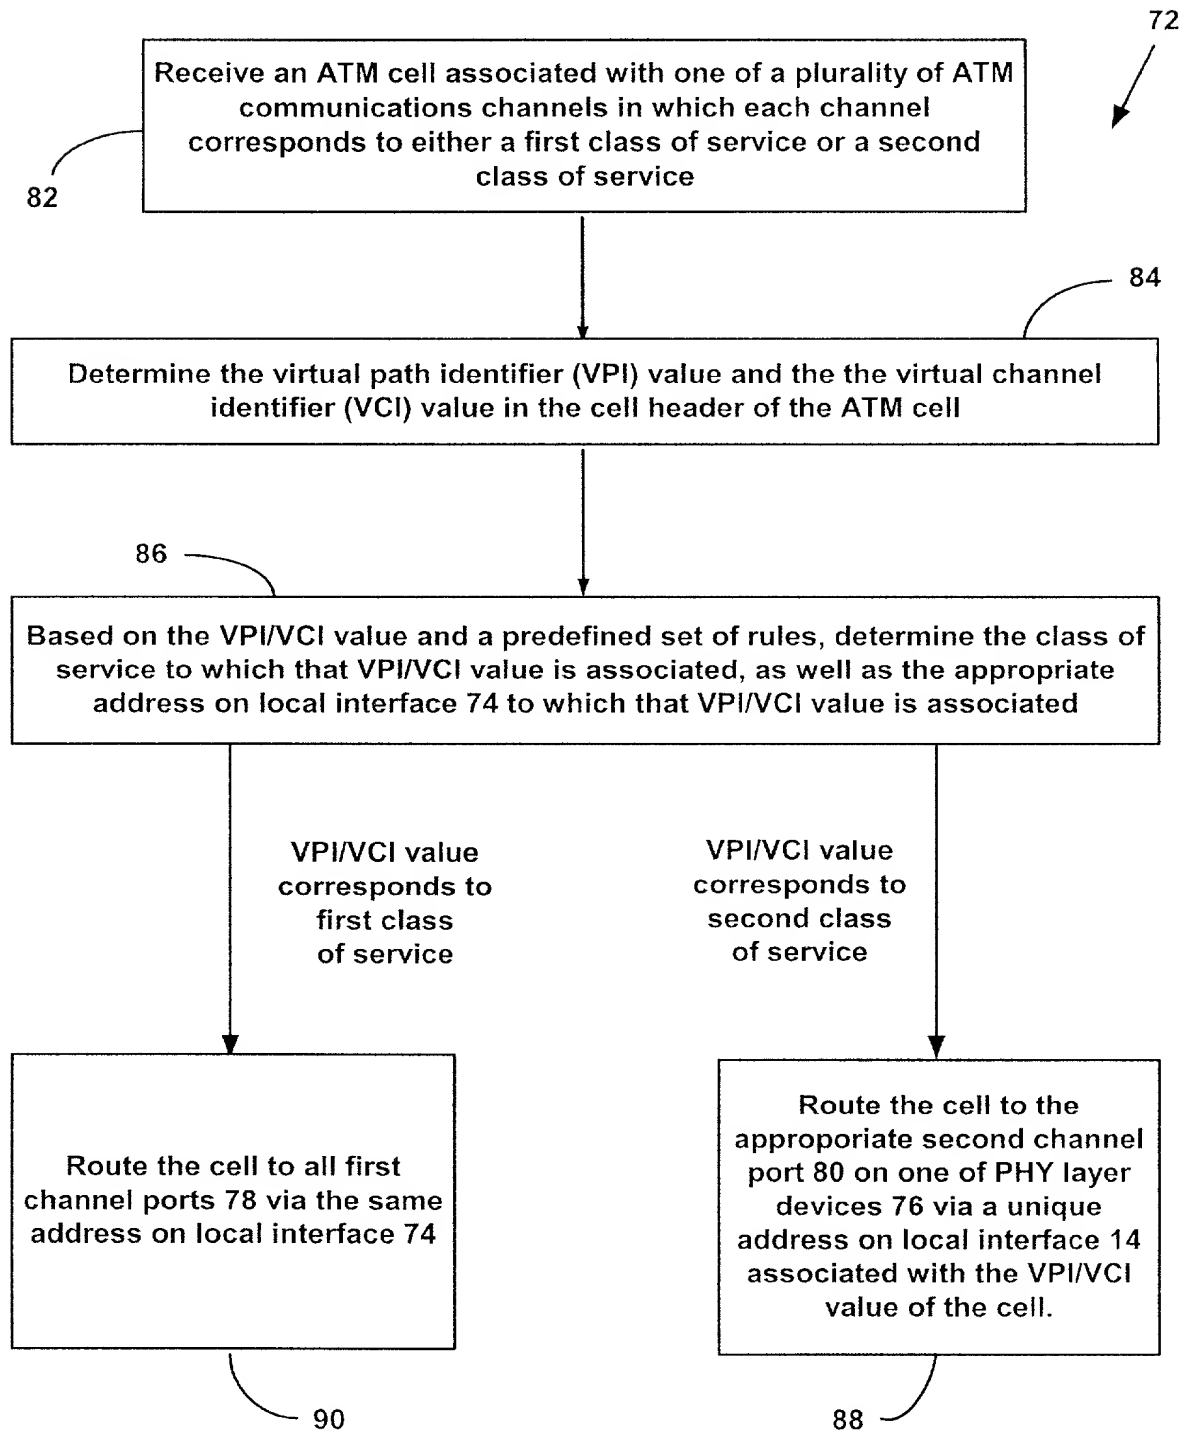 72
Receive an ATM cell associated with one of a plurality of ATM
communications channels in which each channel
corresponds to either a first class of service or a second
class of service
82
84
Determine the virtual path identifier (VPI) value and the the virtual channel
identifier (VCI) value in the cell header of the ATM cell
86
Based on the VPI/VCI value and a predefined set of rules, determine the class of
service to which that VPI/VCI value is associated, as well as the appropriate
address on local interface 74 to which that VPI/VCI value is associated
VPI/VCI value
corresponds to
first class
of service
VPI/VCI value
corresponds to
second class
of service
Route the cell to all first
channel ports 78 via the same
address on local interface 74
Route the cell to the
approporiate second channel
port 80 on one of PHY layer
devices 76 via a unique
address on local interface 14
associated with the VPI/VCI
value of the cell.
90
88